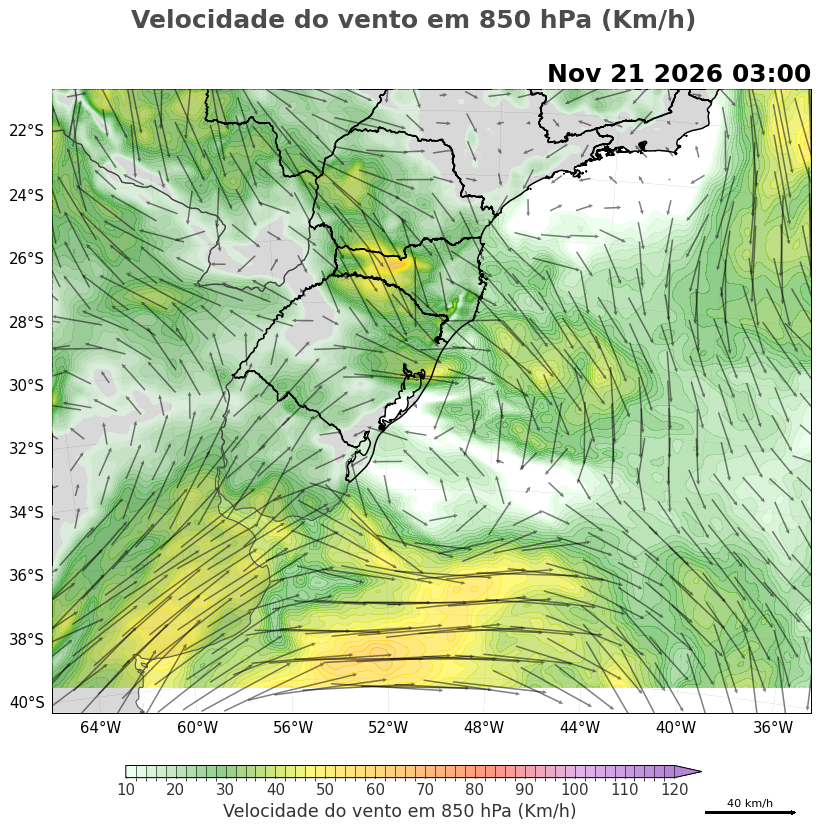 Velocidade do vento em 850 hPa (Km/h)
Nov 21 2026 03:00
22°S
24°S
26°S
28°S
30°S
32°S
34°S
36°S
38°S
40°S
64°W 60°W 56°W 52°W 48°W 44°W 40°W 36°W
10 20 30 40 50 60 70 80 90 100 110 120
Velocidade do vento em 850 hPa (Km/h)
40 km/h